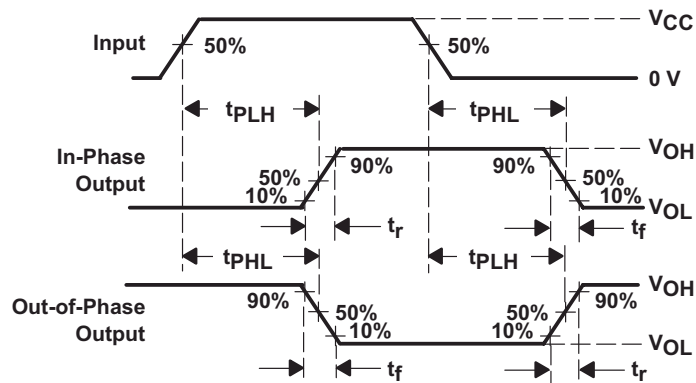 VCC
Input
50%
50%
0 V
tPLH
tPHL
In-Phase
Output
VOH
90%
90%
50%
50%
10%
10%
VOL
tr
tf
tPHL
tPLH
Out-of-Phase
Output
VOH
90%
90%
50%
50%
10%
10%
VOL
tf
tr